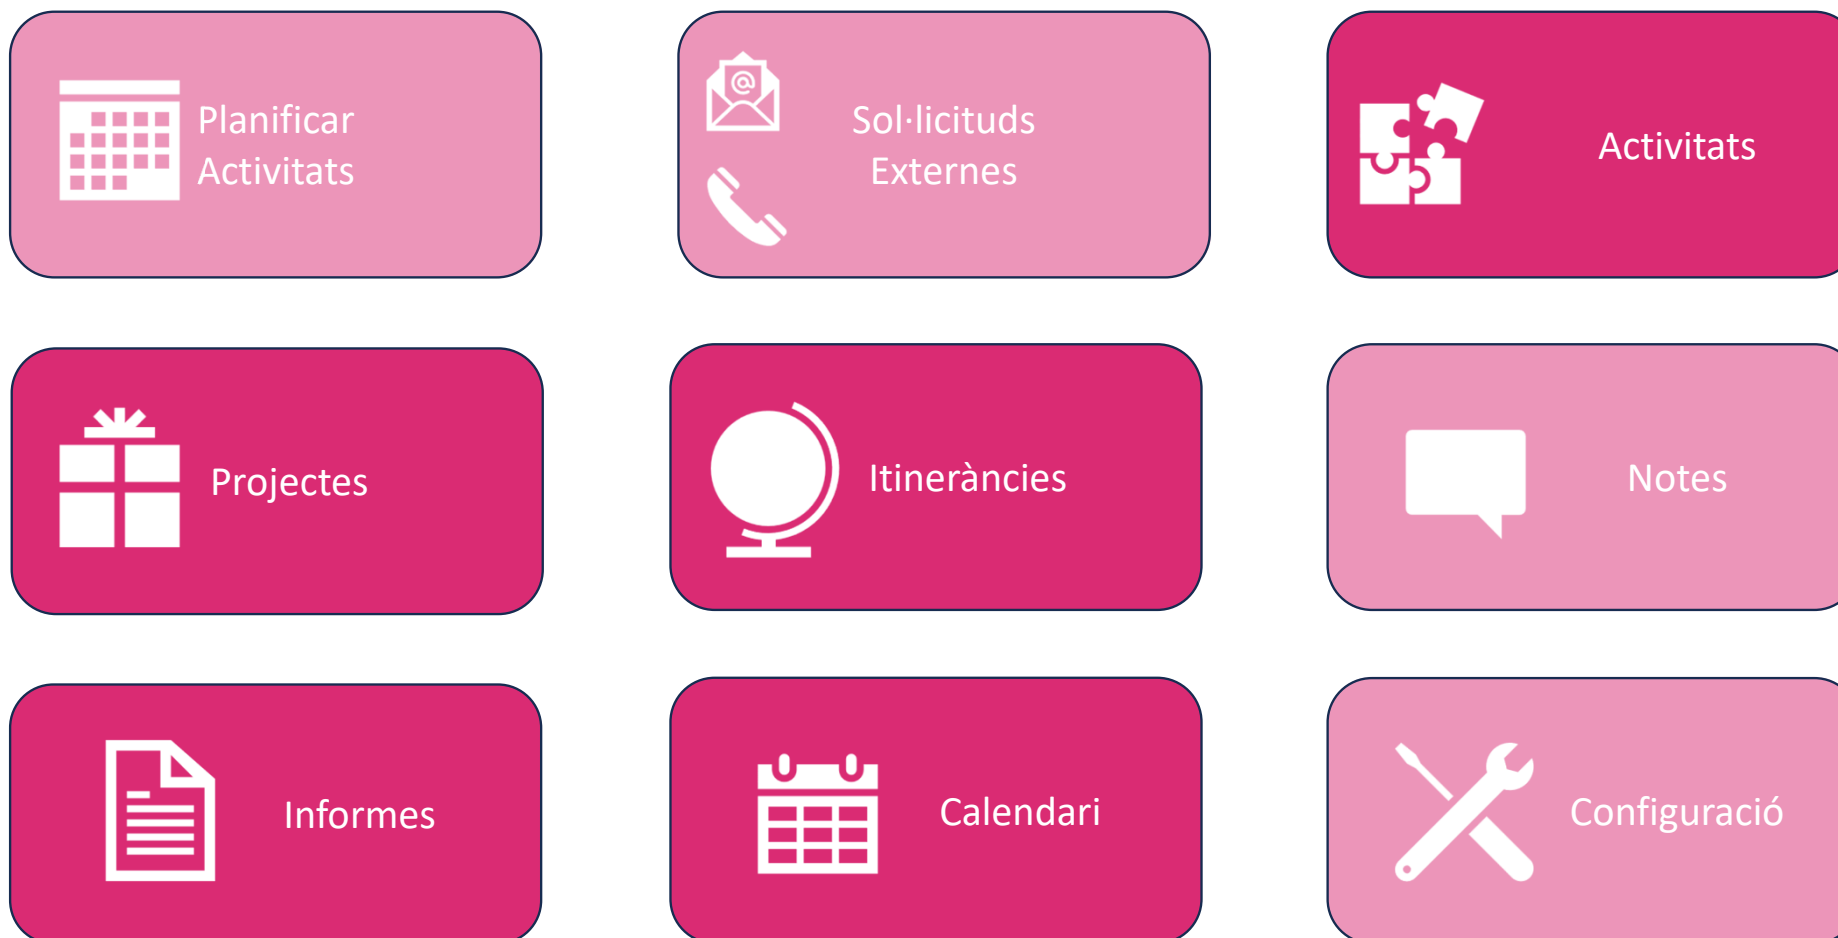 Planificar
Activitats
Sol·licituds
Externes
Activitats
Projectes
Itineràncies
Notes
Informes
Calendari
Configuració